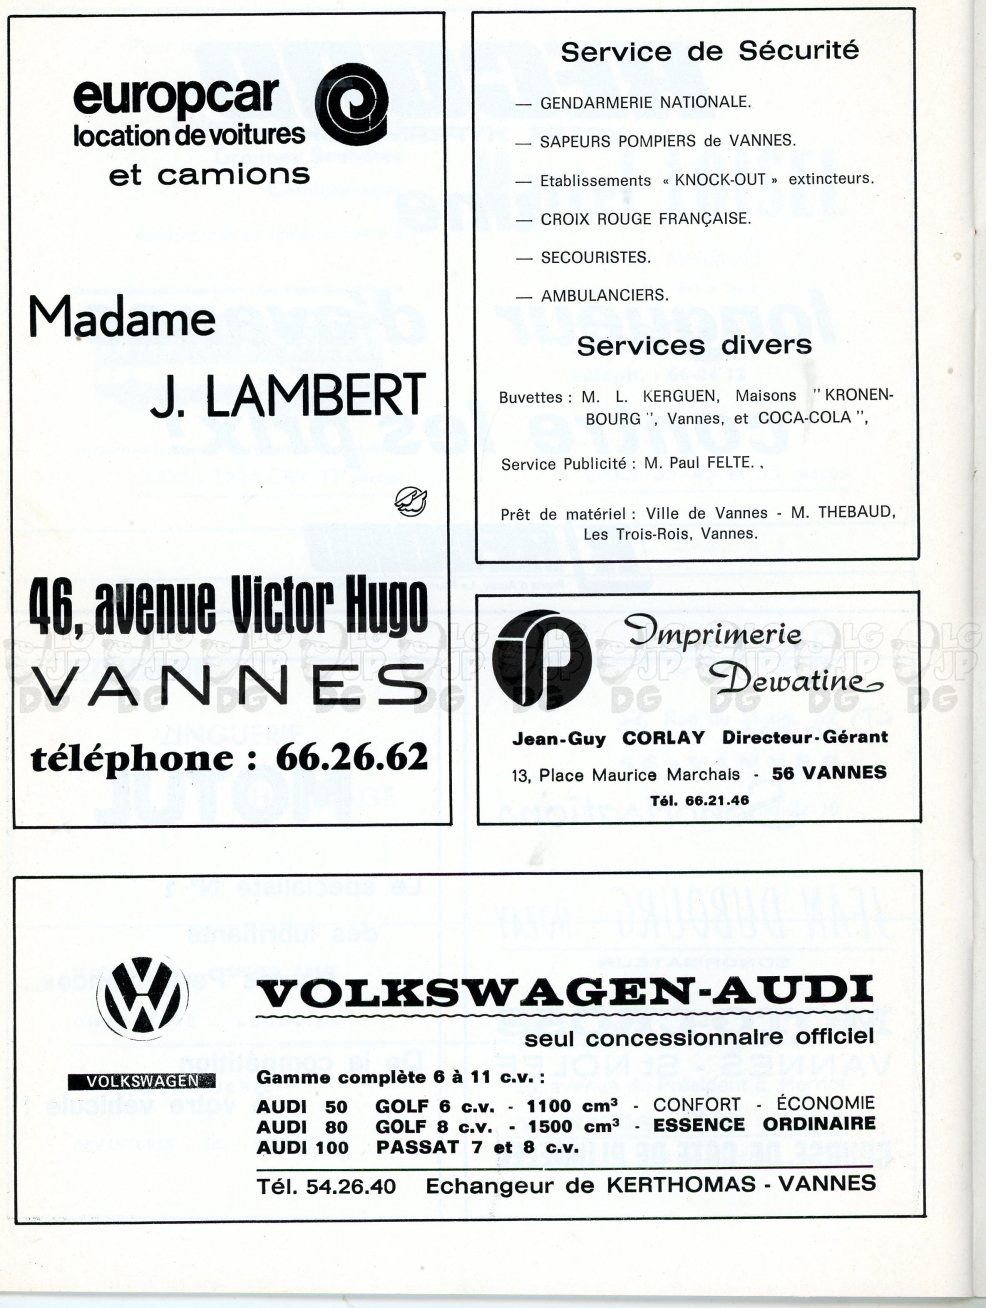 europcar
location de voitures
et camions
Madame
J. LAMBERT
46, avenue Victor Hugo
VANNES
téléphone : 66.26.62
Service de Sécurité
— GENDARMERIE NATIONALE.
— SAPEURS POMPIERS de VANNES.
— Etablissements « KNOCK-OUT » extincteurs.
— CROIX ROUGE FRANÇAISE.
— SECOURISTES.
— AMBULANCIERS.
Services divers
Buvettes : M. L. KERGUEN, Maisons '' KRONEN-
BOURG '', Vannes, et COCA-COLA '',
Service Publicité : M. Paul FELTE. .
Prêt de matériel : Ville de Vannes - M. THEBAUD,
Les Trois-Rois, Vannes.
Imprimerie
Dewatine
Jean-Guy CORLAY Directeur-Gérant
13, Place Maurice Marchais - 56 VANNES
Tél. 66.21.46
VOLKSWAGEN-AUDI
seul concessionnaire officiel
VOLKSWAGEN
Gamme complète 6 à 11 c.v. :
AUDI 50 GOLF 6 c.v. - 1100 cm³ - CONFORT - ÉCONOMIE
AUDI 80 GOLF 8 c.v. - 1500 cm³ - ESSENCE ORDINAIRE
AUDI 100 PASSAT 7 et 8 c.v.
Tél. 54.26.40 Echangeur de KERTHOMAS - VANNES